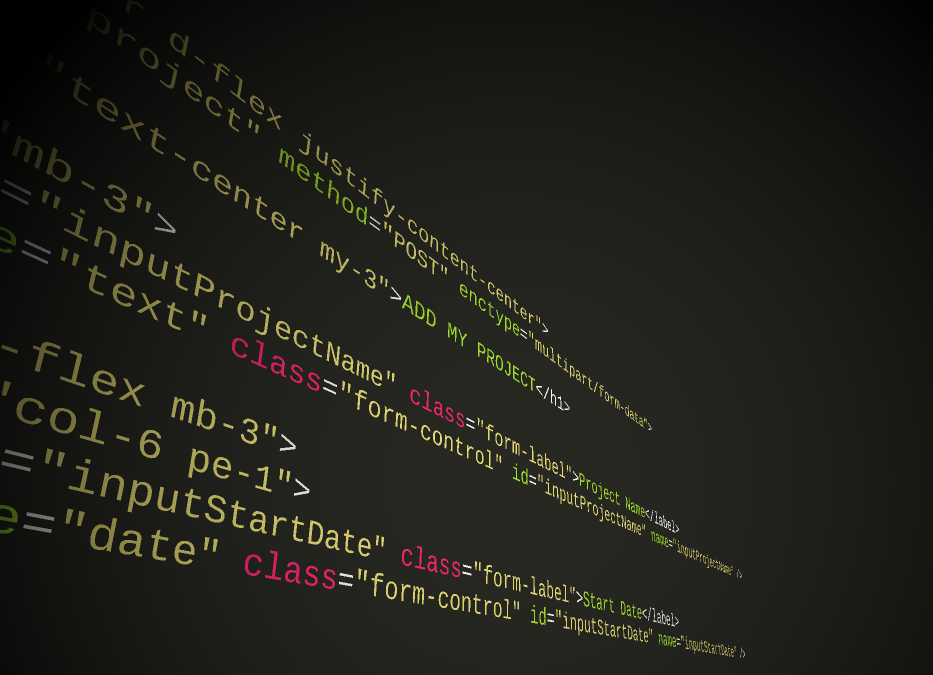 d-flex justify-content-center">
project" method="POST" enctype="multipart/form-data">
"text-center my-3">ADD MY PROJECT</h1>
"mb-3">
="inputProjectName" class="form-label">Project Name</label>
e="text" class="form-control" id="inputProjectName" name="inputProjectName" />
-flex mb-3">
"col-6 pe-1">
="inputStartDate" class="form-label">Start Date</label>
e="date" class="form-control" id="inputStartDate" name="inputStartDate" />